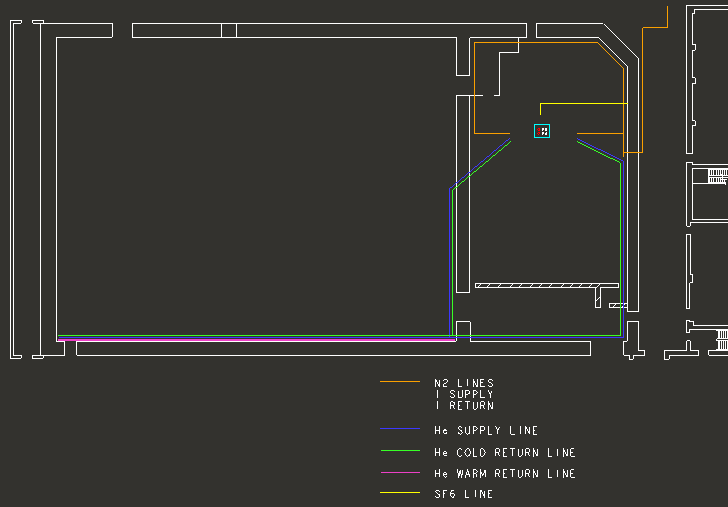 N2 LINES
1 SUPPLY
1 RETURN
He SUPPLY LINE
He COLD RETURN LINE
He WARM RETURN LINE
SF6 LINE